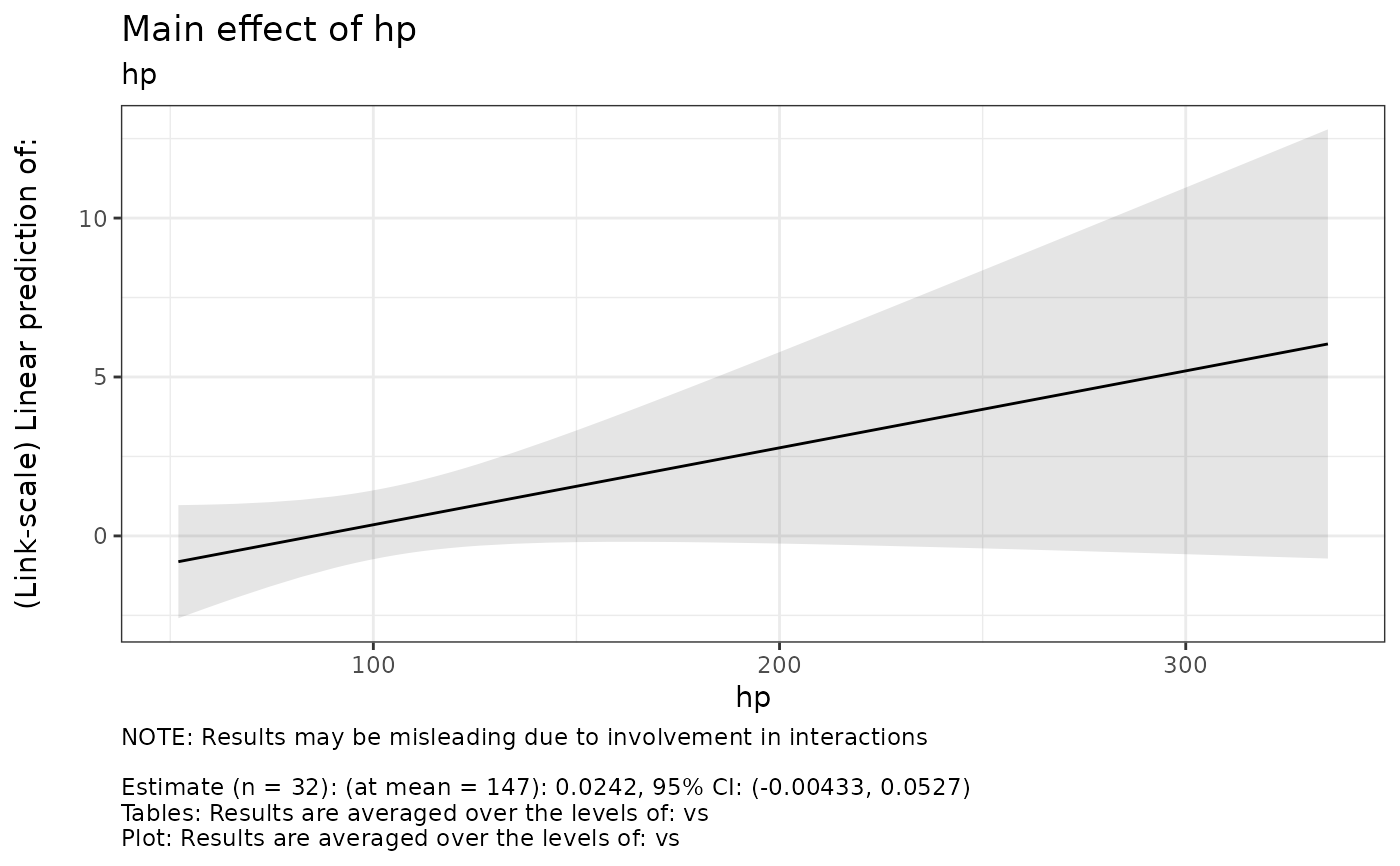 Main effect of hp
hp
(Link-scale) Linear prediction of:
10
5
0
100
200
300
hp
NOTE: Results may be misleading due to involvement in interactions
Estimate (n = 32): (at mean = 147): 0.0242, 95% CI: (-0.00433, 0.0527)
Tables: Results are averaged over the levels of: vs
Plot: Results are averaged over the levels of: vs